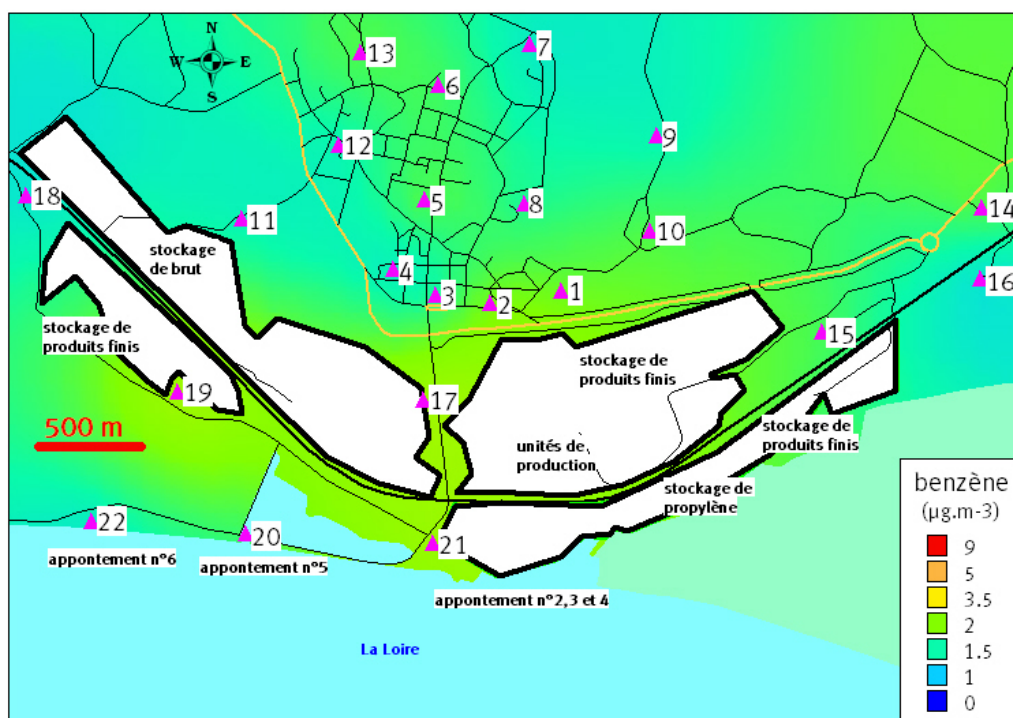 N
W E
S
13
7
6
12
9
18
5
8
14
11
10
stockage
de brut
4
1
16
3
2
stockage de
produits finis
15
stockage de
produits finis
19
17
stockage de
produits finis
500 m
unités de
production
stockage de
propylène
benzène
(µg.m-3)
22
20
21
appontement n°6
appontement n°5
appontement n°2,3 et 4
9
5
3.5
2
1.5
1
0
La Loire